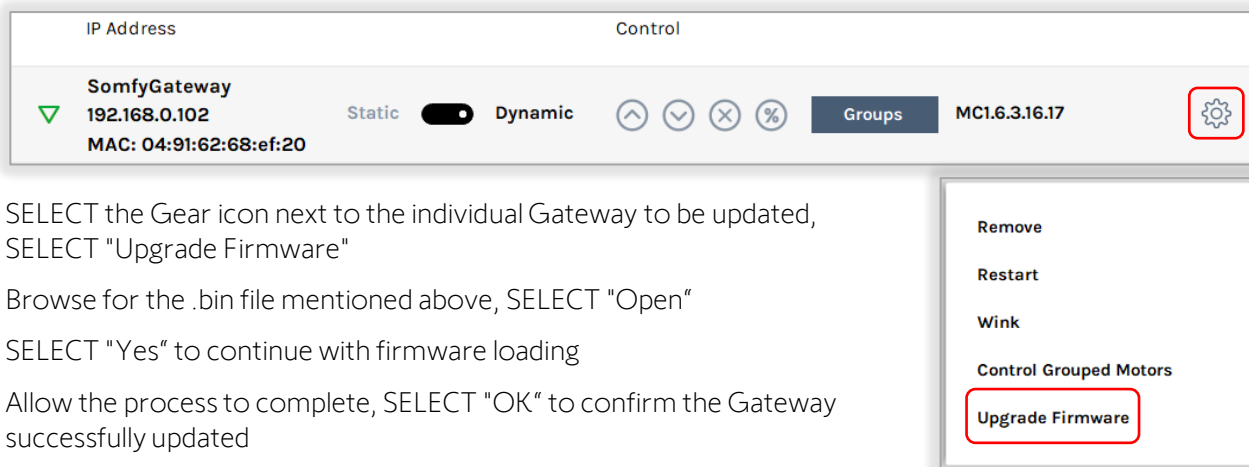 IP Address Control
SomfyGateway
192.168.0.102 Static Dynamic % Groups MC1.6.3.16.17
MAC: 04:91:62:68:ef:20
SELECT the Gear icon next to the individual Gateway to be updated,
SELECT "Upgrade Firmware"
Browse for the .bin file mentioned above, SELECT "Open“
SELECT "Yes“ to continue with firmware loading
Allow the process to complete, SELECT "OK“ to confirm the Gateway
successfully updated
Remove
Restart
Wink
Control Grouped Motors
Upgrade Firmware